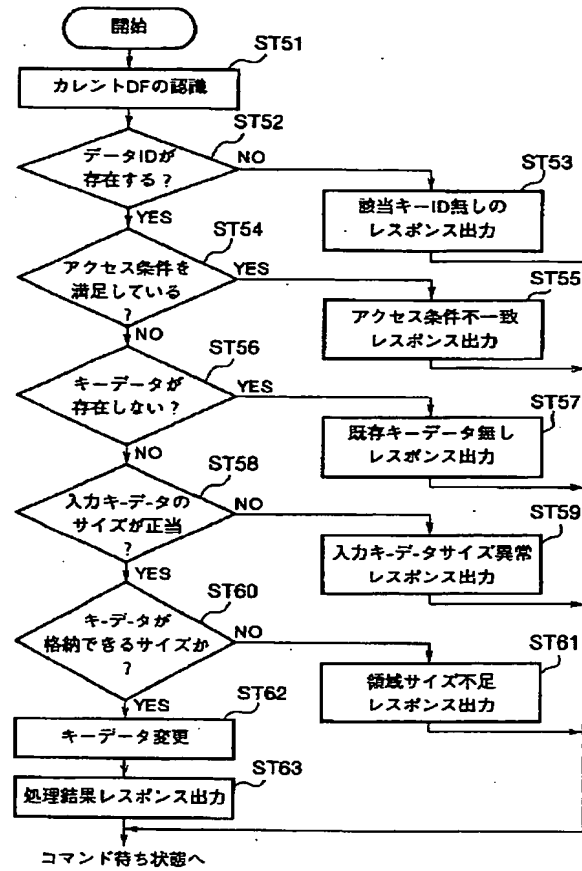 開始
ST51
カレントDFの認識
ST52
データIDが
存在する?
NO
YES
ST53
該当キーID無しの
レスポンス出力
ST54
アクセス条件を
満足している
?
YES
NO
ST55
アクセス条件不一致
レスポンス出力
ST56
キーデータが
存在しない?
YES
NO
ST57
既存キーデータ無し
レスポンス出力
ST58
入力キ-データの
サイズが正当
?
NO
YES
ST59
入力キ-データサイズ異常
レスポンス出力
ST60
キ-データが
格納できるサイズか
?
NO
YES
ST61
領域サイズ不足
レスポンス出力
ST62
キーデータ変更
ST63
処理結果レスポンス出力
コマンド待ち状態へ